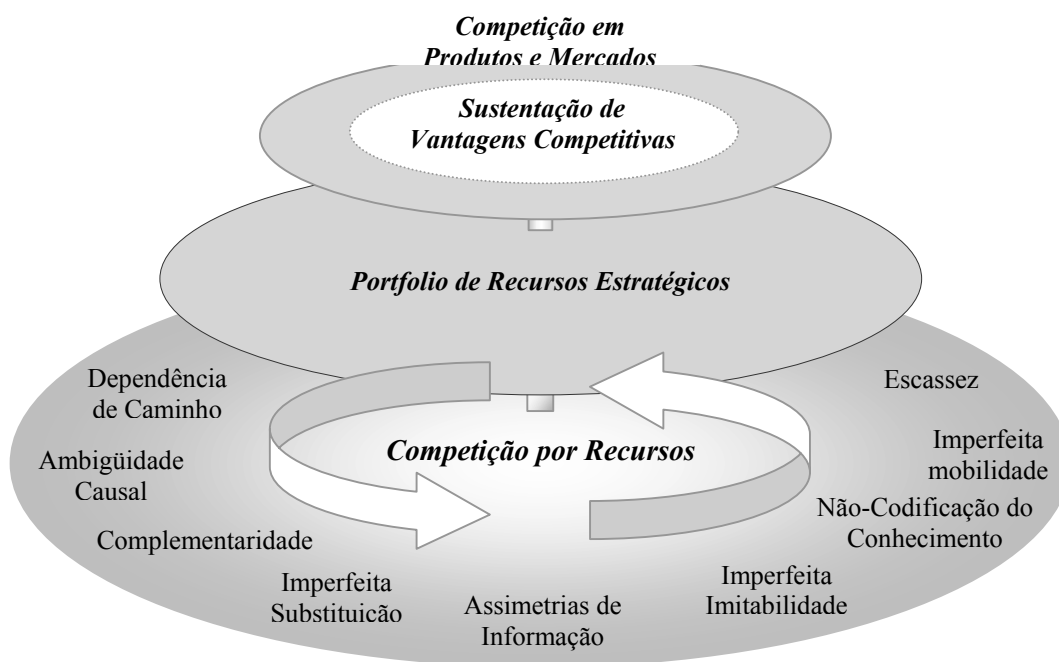 Competição em
Produtos e Mercados
Sustentação de
Vantagens Competitivas
Portfolio de Recursos Estratégicos
Dependência
de Caminho
Escassez
Competição por Recursos
Imperfeita
mobilidade
Ambigüidade
Causal
Não-Codificação do
Conhecimento
Complementaridade
Imperfeita
Substituicão
Assimetrias de
Informação
Imperfeita
Imitabilidade